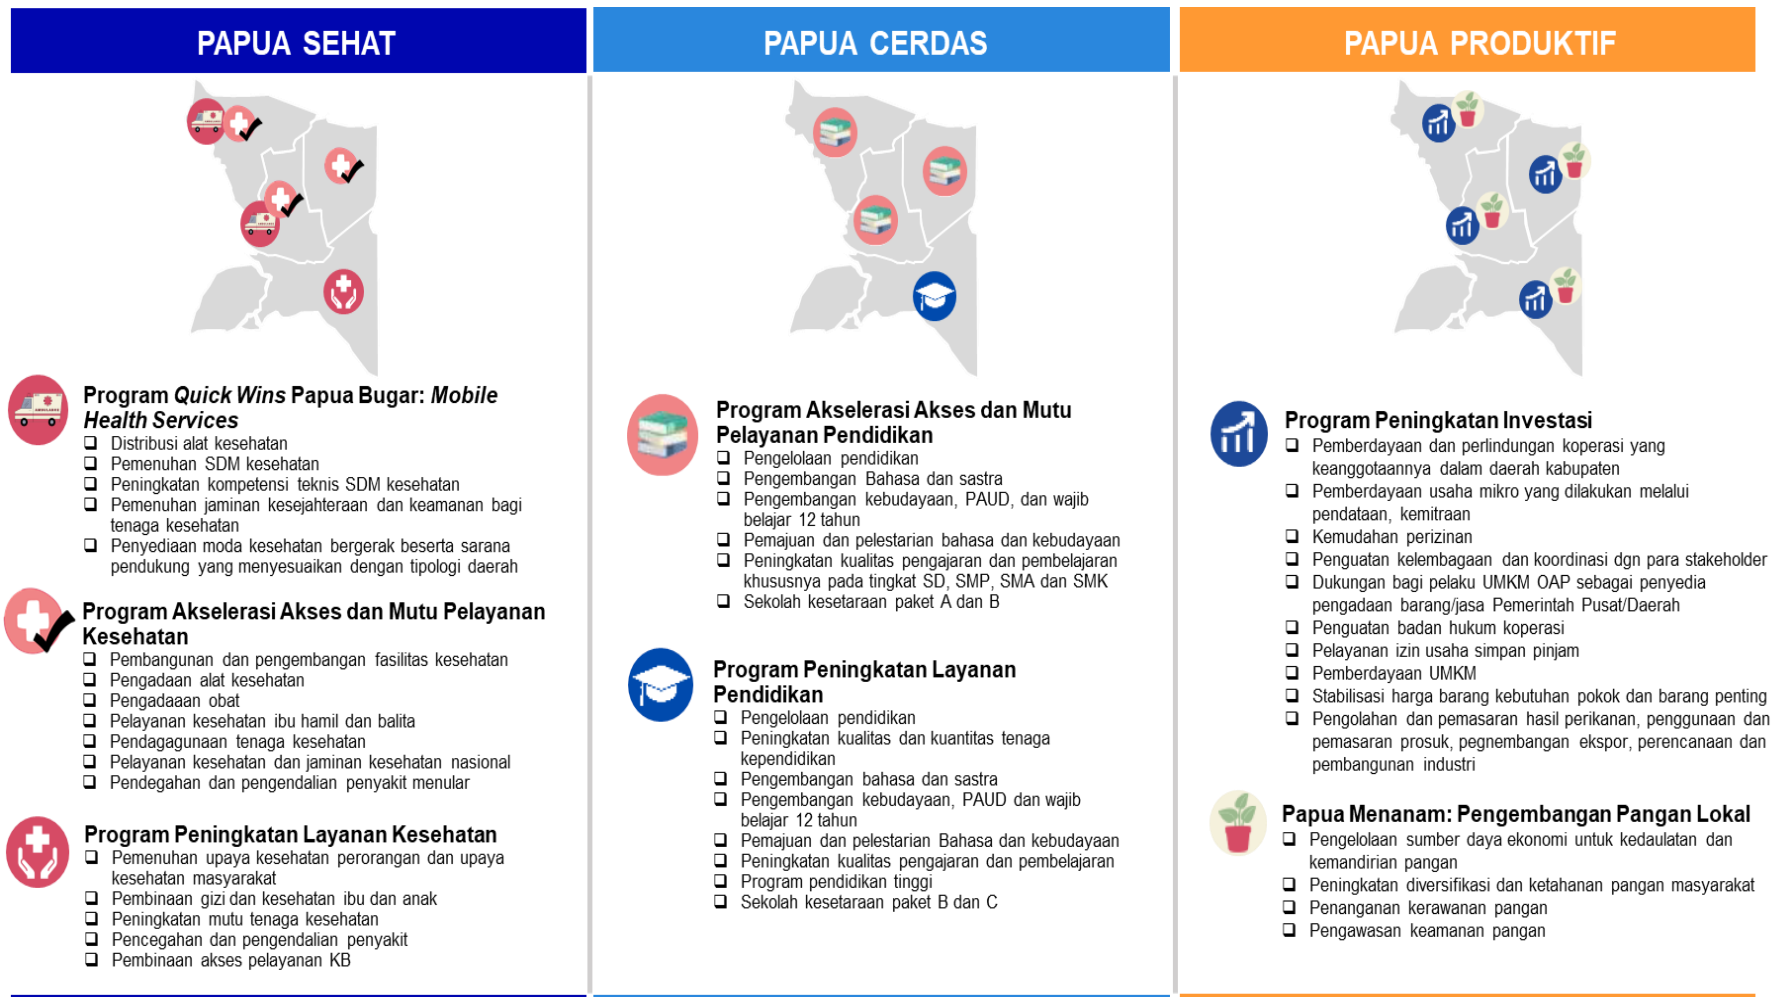 PAPUA SEHAT
Program Quick Wins Papua Bugar: Mobile
Health Services
Distribusi alat kesehatan
Pemenuhan SDM kesehatan
Peningkatan kompetensi teknis SDM kesehatan
Pemenuhan jaminan kesejahteraan dan keamanan bagi
tenaga kesehatan
Penyediaan moda kesehatan bergerak beserta sarana
pendukung yang menyesuaikan dengan tipologi daerah
Program Akselerasi Akses dan Mutu Pelayanan
Kesehatan
Pembangunan dan pengembangan fasilitas kesehatan
Pengadaan alat kesehatan
Pengadaaan obat
Pelayanan kesehatan ibu hamil dan balita
Pendagagunaan tenaga kesehatan
Pelayanan kesehatan dan jaminan kesehatan nasional
Pendegahan dan pengendalian penyakit menular
Program Peningkatan Layanan Kesehatan
Pemenuhan upaya kesehatan perorangan dan upaya
kesehatan masyarakat
Pembinaan gizi dan kesehatan ibu dan anak
Peningkatan mutu tenaga kesehatan
Pencegahan dan pengendalian penyakit
Pembinaan akses pelayanan KB
PAPUA CERDAS
Program Akselerasi Akses dan Mutu
Pelayanan Pendidikan
Pengelolaan pendidikan
Pengembangan Bahasa dan sastra
Pengembangan kebudayaan, PAUD, dan wajib
belajar 12 tahun
Pemajuan dan pelestarian bahasa dan kebudayaan
Peningkatan kualitas pengajaran dan pembelajaran
khususnya pada tingkat SD, SMP, SMA dan SMK
Sekolah kesetaraan paket A dan B
Program Peningkatan Layanan
Pendidikan
Pengelolaan pendidikan
Peningkatan kualitas dan kuantitas tenaga
kependidikan
Pengembangan bahasa dan sastra
Pengembangan kebudayaan, PAUD dan wajib
belajar 12 tahun
Pemajuan dan pelestarian Bahasa dan kebudayaan
Peningkatan kualitas pengajaran dan pembelajaran
Program pendidikan tinggi
Sekolah kesetaraan paket B dan C
PAPUA PRODUKTIF
Program Peningkatan Investasi
Pemberdayaan dan perlindungan koperasi yang
keanggotaannya dalam daerah kabupaten
Pemberdayaan usaha mikro yang dilakukan melalui
pendataan, kemitraan
Kemudahan perizinan
Penguatan kelembagaan dan koordinasi dgn para stakeholder
Dukungan bagi pelaku UMKM OAP sebagai penyedia
pengadaan barang/jasa Pemerintah Pusat/Daerah
Penguatan badan hukum koperasi
Pelayanan izin usaha simpan pinjam
Pemberdayaan UMKM
Stabilisasi harga barang kebutuhan pokok dan barang penting
Pengolahan dan pemasaran hasil perikanan, penggunaan dan
pemasaran prosuk, pegnembangan ekspor, perencanaan dan
pembangunan industri
Papua Menanam: Pengembangan Pangan Lokal
Pengelolaan sumber daya ekonomi untuk kedaulatan dan
kemandirian pangan
Peningkatan diversifikasi dan ketahanan pangan masyarakat
Penanganan kerawanan pangan
Pengawasan keamanan pangan